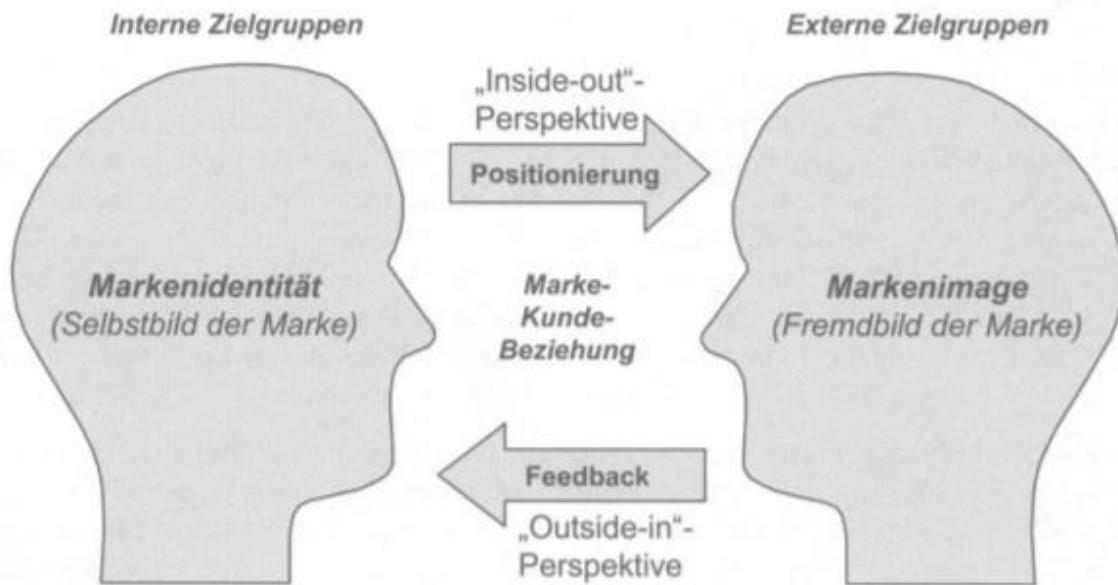 Interne Zielgruppen
Externe Zielgruppen
„Inside-out“-
Perspektive
Positionierung
Markenidentität
(Selbstbild der Marke)
Marke-
Kunde-
Beziehung
Markenimage
(Fremdbild der Marke)
Feedback
„Outside-in“-
Perspektive